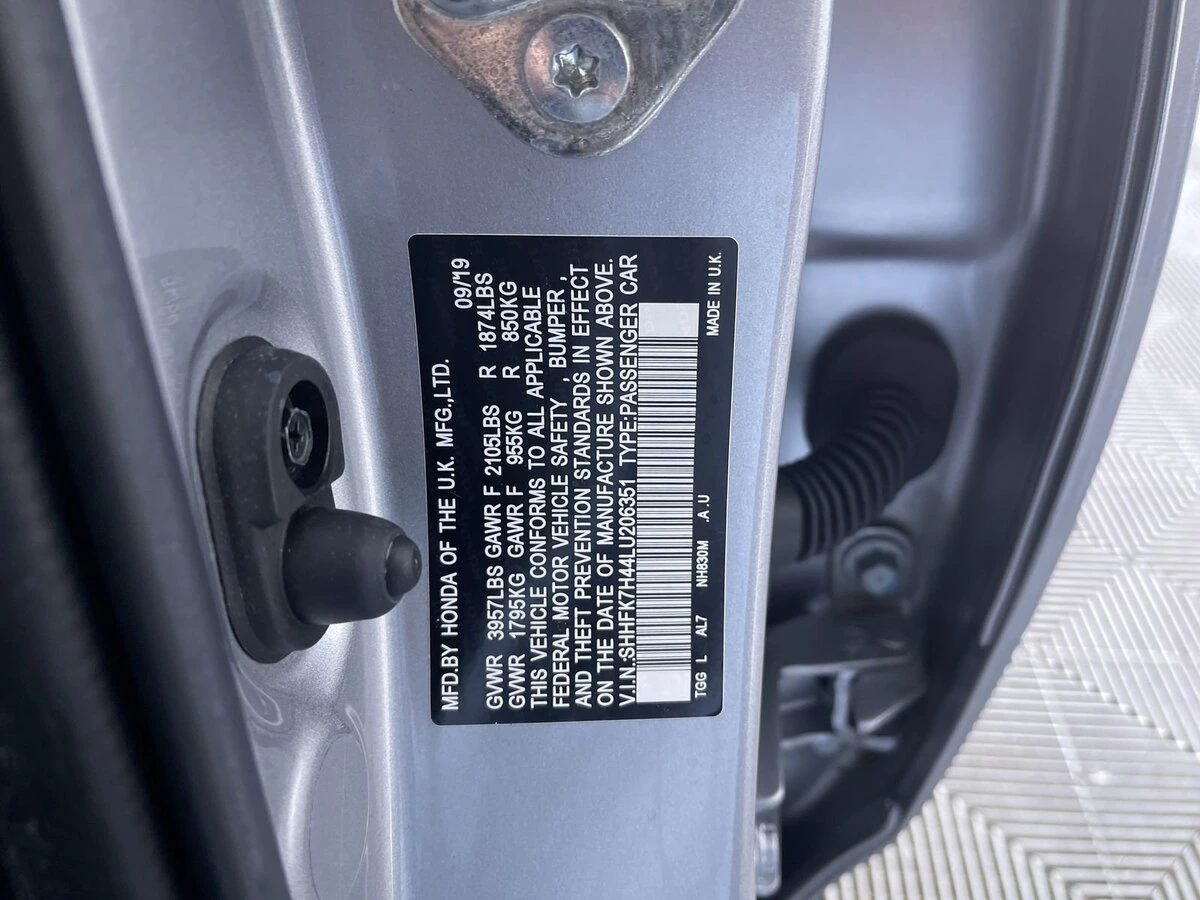 MFD.BY HONDA OF THE U.K. MFG.,LTD. 09/'19
GVWR 3957LBS GAWR F 2105LBS R 1874LBS
GVWR 1795KG GAWR F 955KG R 850KG
THIS VEHICLE CONFORMS TO ALL APPLICABLE
FEDERAL MOTOR VEHICLE SAFETY , BUMPER ,
AND THEFT PREVENTION STANDARDS IN EFFECT
ON THE DATE OF MANUFACTURE SHOWN ABOVE.
V.I.N.:SHHFK7H44LU206351 TYPE:PASSENGER CAR
TGG L AL7 NH830M .A .U MADE IN U.K.